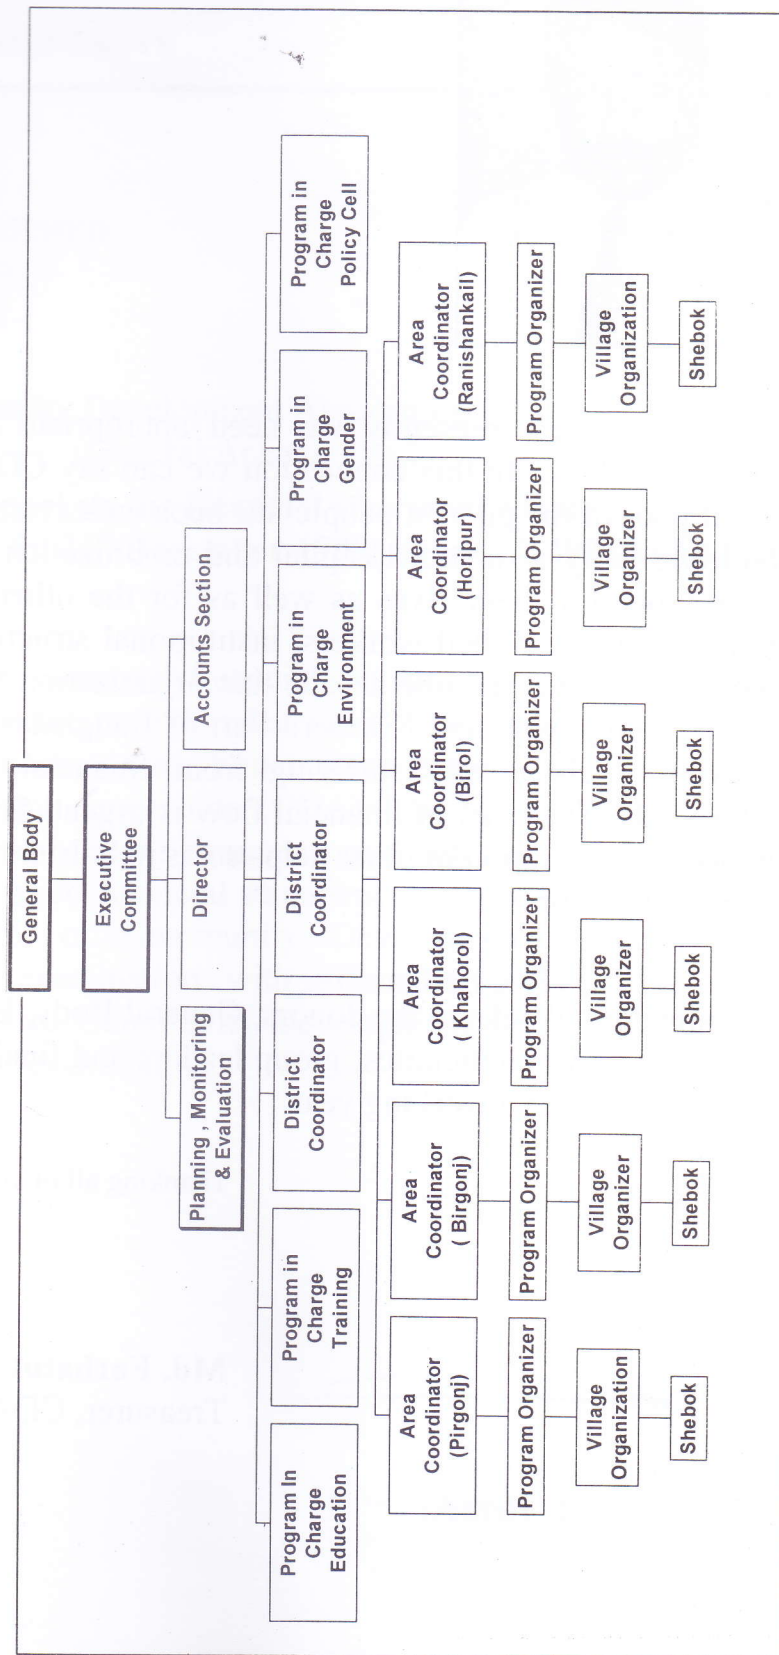 General Body
Executive
Committee
Planning , Monitoring
& Evaluation
Director
Accounts Section
Program In
Charge
Education
Program in
Charge
Training
District
Coordinator
District
Coordinator
Program in
Charge
Environment
Program in
Charge
Gender
Program in
Charge
Policy Cell
Area
Coordinator
(Pirgonj)
Area
Coordinator
( Birgonj)
Area
Coordinator
( Khahorol)
Area
Coordinator
(Birol)
Area
Coordinator
(Horipur)
Area
Coordinator
(Ranishankail)
Program Organizer
Program Organizer
Program Organizer
Program Organizer
Program Organizer
Program Organizer
Village
Organization
Village
Organizer
Village
Organizer
Village
Organizer
Village
Organizer
Village
Organization
Shebok
Shebok
Shebok
Shebok
Shebok
Shebok